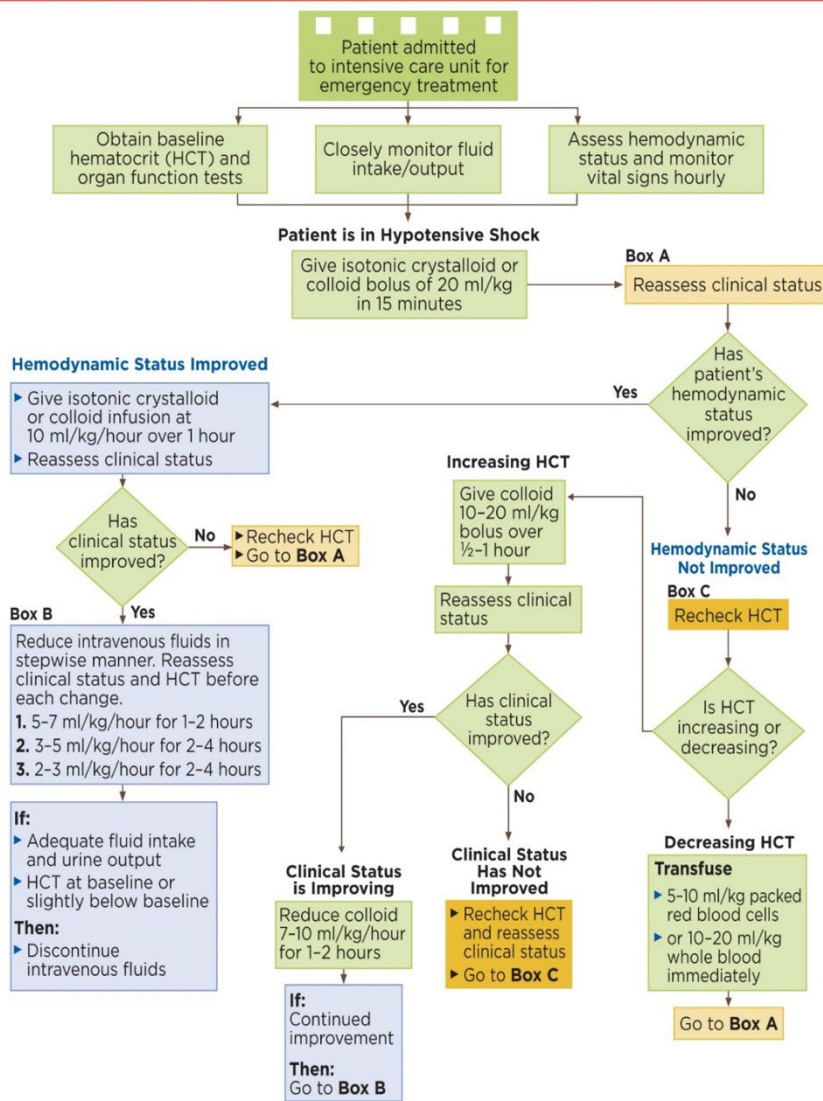 Patient admitted
to intensive care unit for
emergency treatment
Obtain baseline
hematocrit (HCT) and
organ function tests
Closely monitor fluid
intake/output
Assess hemodynamic
status and monitor
vital signs hourly
Patient is in Hypotensive Shock
Give isotonic crystalloid or
colloid bolus of 20 ml/kg
in 15 minutes
Box A
Reassess clinical status
Has
patient's
hemodynamic
status
improved?
Yes
No
Hemodynamic Status Improved
▸ Give isotonic crystalloid
or colloid infusion at
10 ml/kg/hour over 1 hour
▸ Reassess clinical status
Has
clinical status
improved?
No
▸ Recheck HCT
▸ Go to Box A
Yes
Box B
Reduce intravenous fluids in
stepwise manner. Reassess
clinical status and HCT before
each change.
1. 5–7 ml/kg/hour for 1–2 hours
2. 3–5 ml/kg/hour for 2–4 hours
3. 2–3 ml/kg/hour for 2–4 hours
If:
▸ Adequate fluid intake
and urine output
▸ HCT at baseline or
slightly below baseline
Then:
▸ Discontinue
intravenous fluids
Hemodynamic Status
Not Improved
Box C
Recheck HCT
Is HCT
increasing or
decreasing?
Increasing HCT
Give colloid
10–20 ml/kg
bolus over
½–1 hour
Reassess clinical
status
Has clinical
status
improved?
Yes
No
Clinical Status
is Improving
Reduce colloid
7–10 ml/kg/hour
for 1–2 hours
If:
Continued
improvement
Then:
Go to Box B
Clinical Status
Has Not
Improved
▸ Recheck HCT
and reassess
clinical status
▸ Go to Box C
Decreasing HCT
Transfuse
▸ 5–10 ml/kg packed
red blood cells
▸ or 10–20 ml/kg
whole blood
immediately
Go to Box A